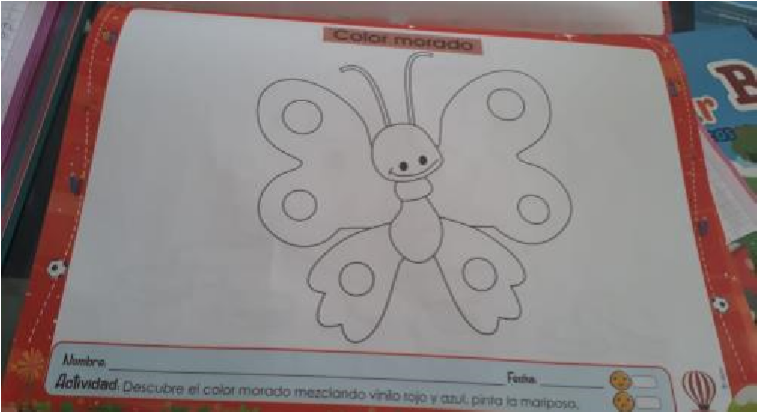 Color morado
Nombre:
Fecha:
Actividad: Descubre el color morado mezclando vinilo rojo y azul, pinta la mariposa,
B